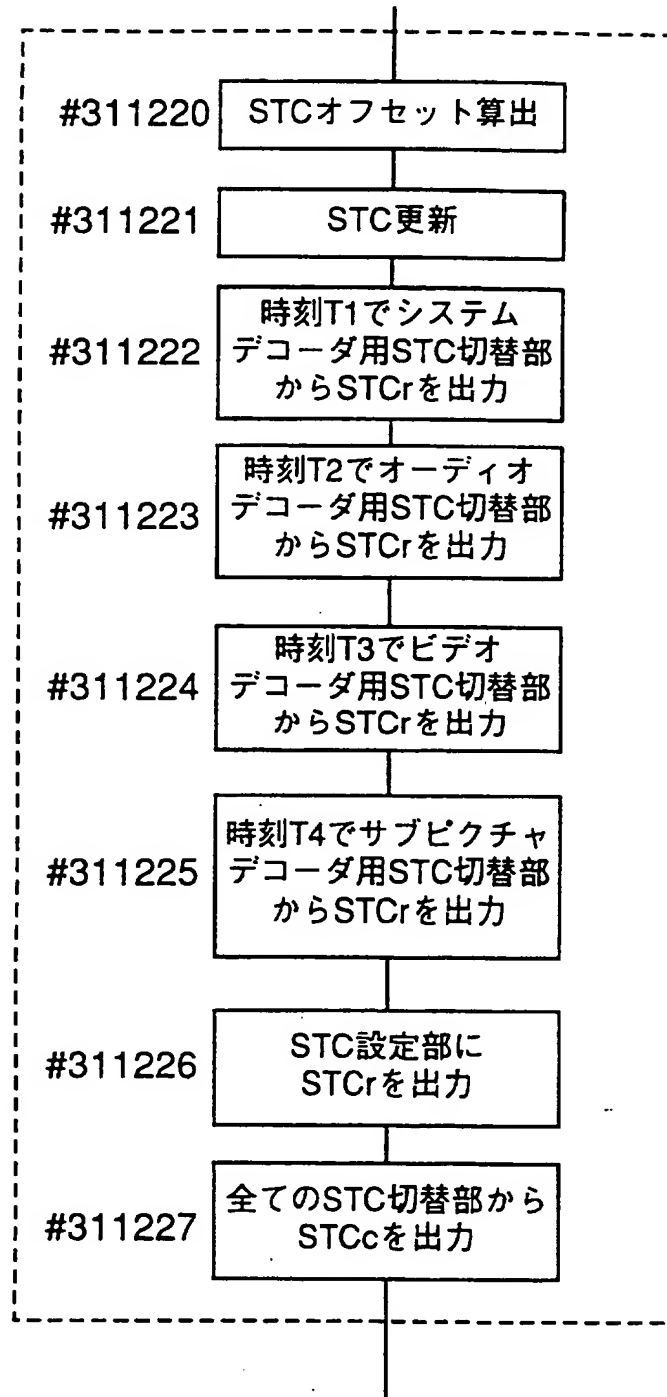 #311220
STCオフセット算出
#311221
STC更新
#311222
時刻T1でシステム
デコーダ用STC切替部
からSTCrを出力
#311223
時刻T2でオーディオ
デコーダ用STC切替部
からSTCrを出力
#311224
時刻T3でビデオ
デコーダ用STC切替部
からSTCrを出力
#311225
時刻T4でサブピクチャ
デコーダ用STC切替部
からSTCrを出力
#311226
STC設定部に
STCrを出力
#311227
全てのSTC切替部から
STCcを出力